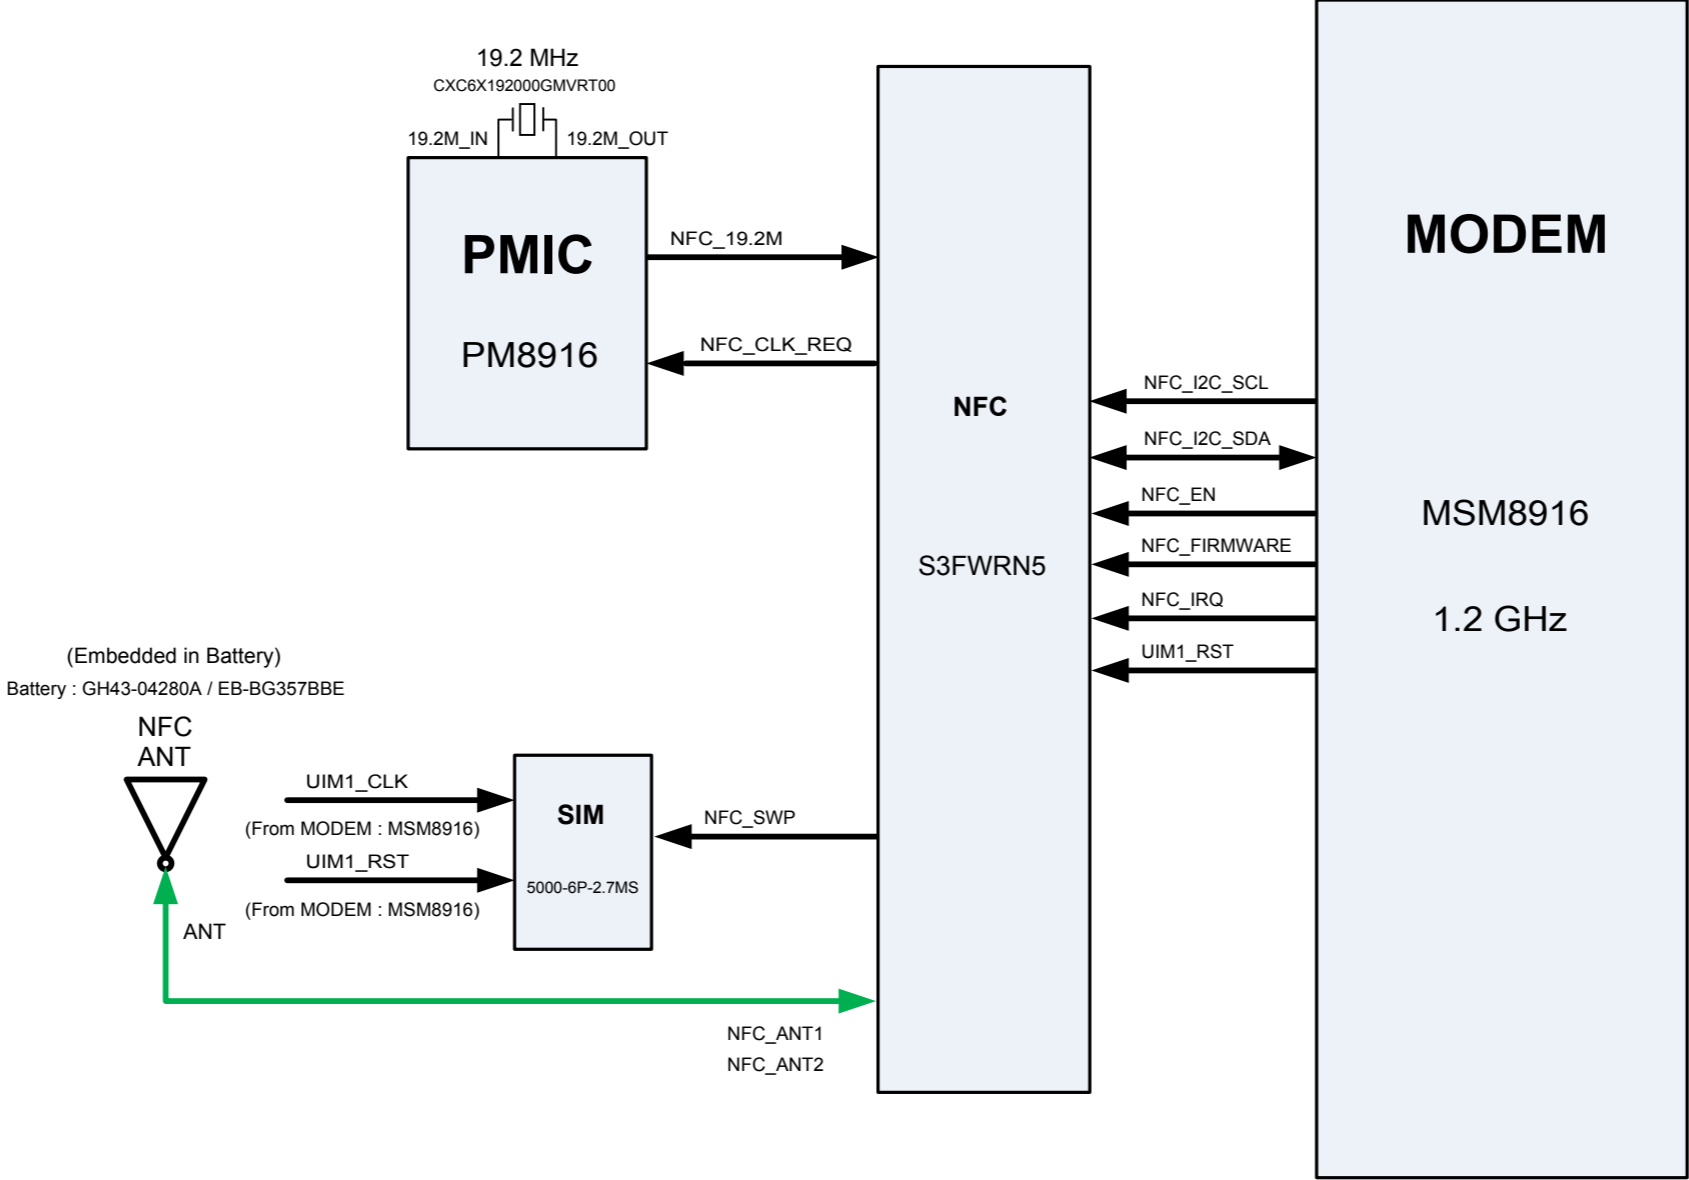 19.2 MHz
CXC6X192000GMVRT00
19.2M_IN
19.2M_OUT
PMIC
PM8916
NFC_19.2M
NFC_CLK_REQ
NFC
S3FWRN5
MODEM
MSM8916
1.2 GHz
NFC_I2C_SCL
NFC_I2C_SDA
NFC_EN
NFC_FIRMWARE
NFC_IRQ
UIM1_RST
(Embedded in Battery)
Battery : GH43-04280A / EB-BG357BBE
NFC
ANT
UIM1_CLK
(From MODEM : MSM8916)
UIM1_RST
(From MODEM : MSM8916)
SIM
5000-6P-2.7MS
NFC_SWP
ANT
NFC_ANT1
NFC_ANT2